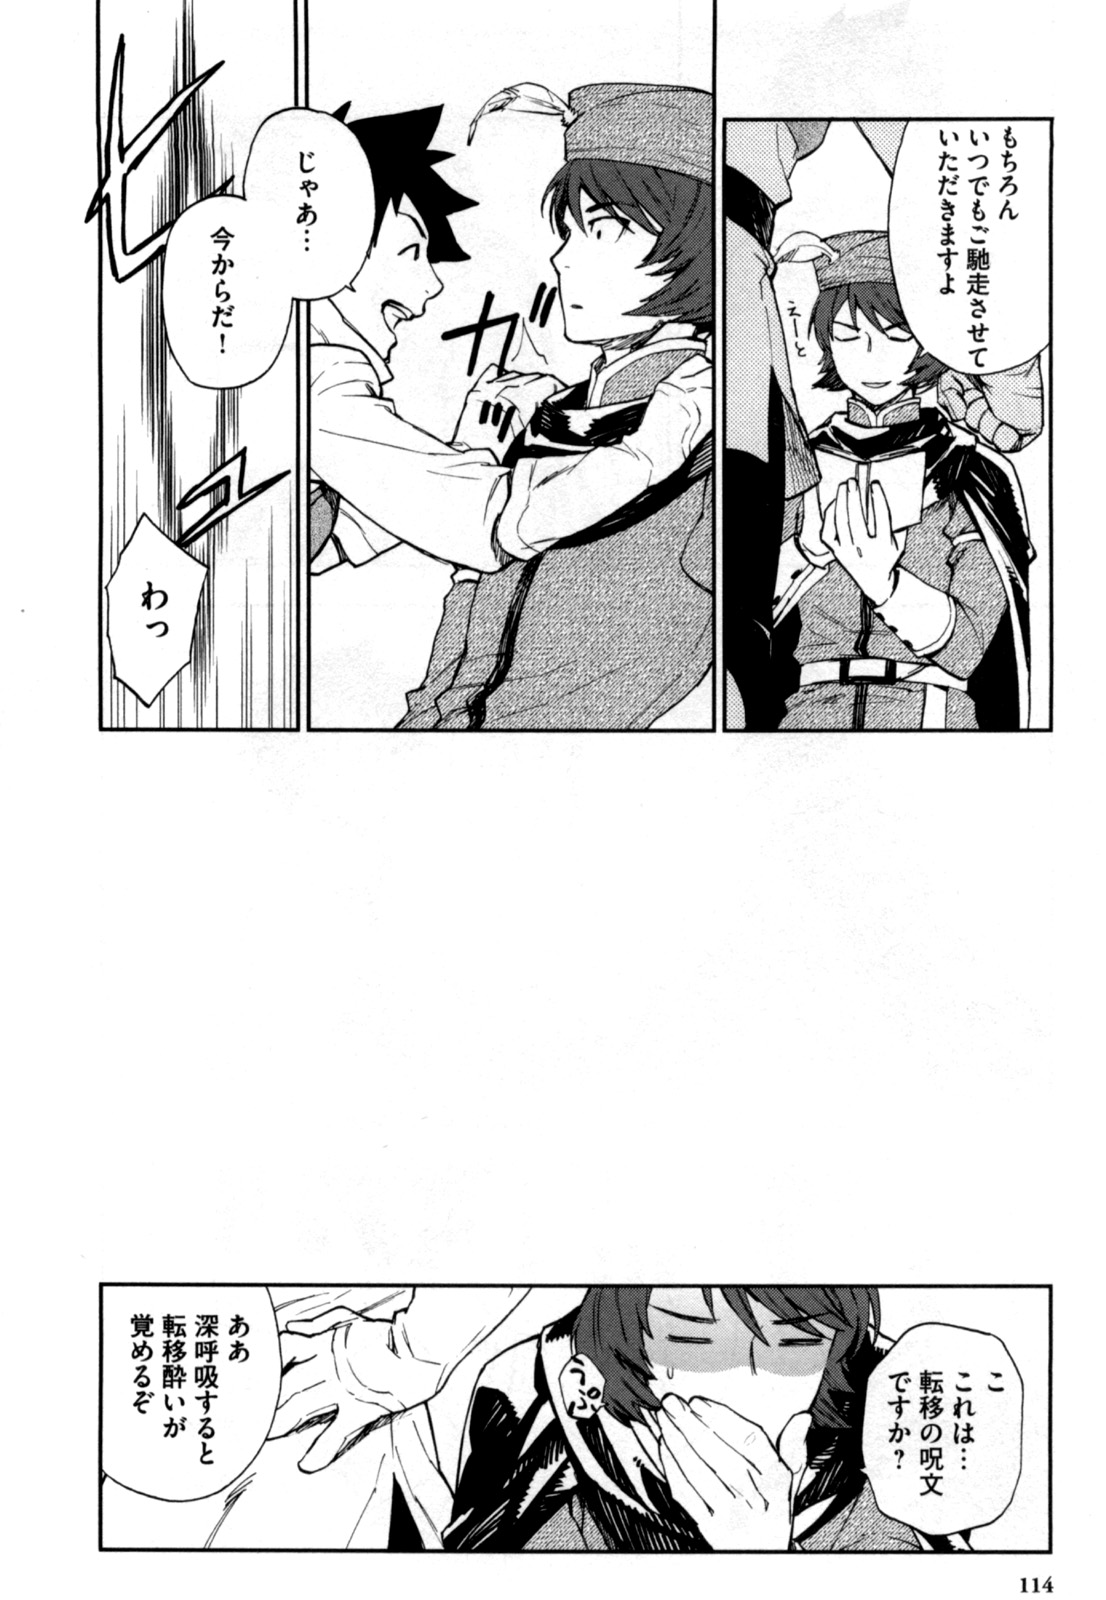 もちろん
いつでもご馳走させて
いただきますよ
えーと
ガッ
じゃあ…
今からだ!
わっ
こ
これは…
転移の呪文
ですか?
うぷ
ああ
深呼吸すると
転移酔いが
覚めるぞ
114